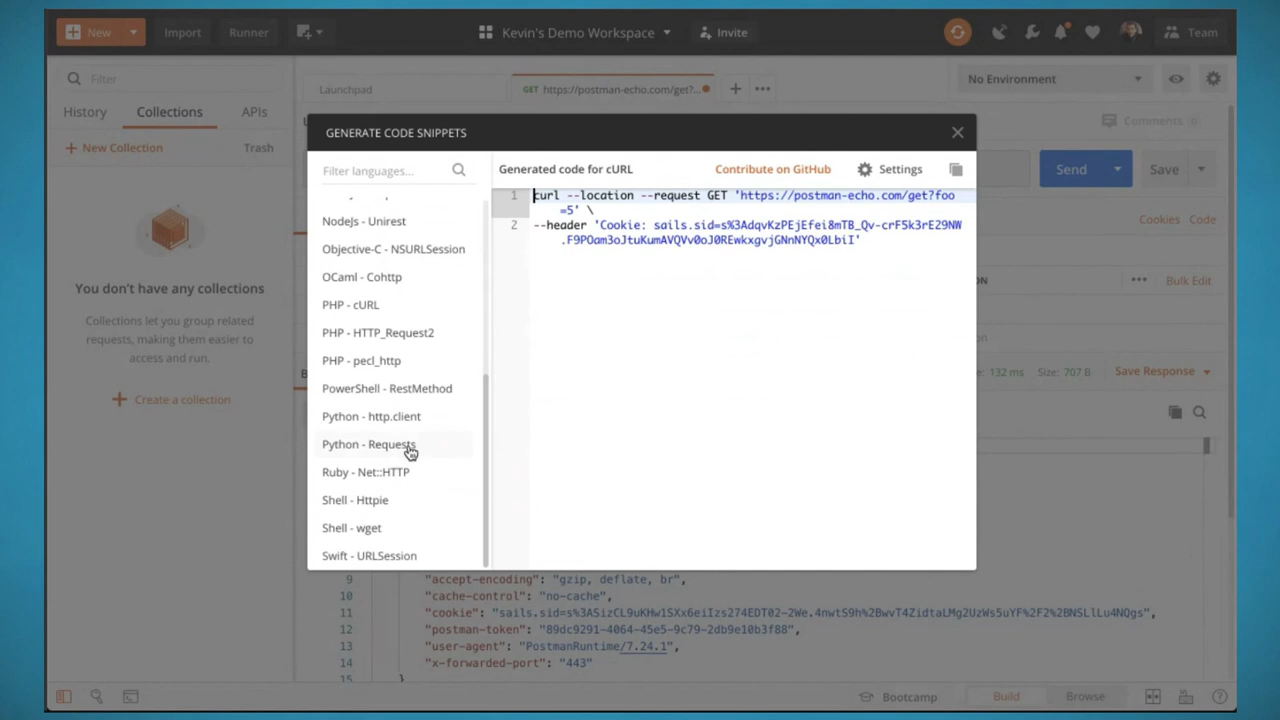 New
Import
Runner
Kevin's Demo Workspace
Invite
Team
Filter
Launchpad
GET https://postman-echo.com/get?...
No Environment
History
Collections
APIs
Comments 0
New Collection
Trash
GENERATE CODE SNIPPETS
Filter languages...
Generated code for cURL
Contribute on GitHub
Settings
Send
Save
NodeJs - Unirest
Objective-C - NSURLSession
OCaml - Cohttp
PHP - cURL
PHP - HTTP_Request2
PHP - pecl_http
PowerShell - RestMethod
Python - http.client
Python - Requests
Ruby - Net::HTTP
Shell - Httpie
Shell - wget
Swift - URLSession
1 curl --location --request GET 'https://postman-echo.com/get?foo
=5' \
2 --header 'Cookie: sails.sid=s%3AdqvKzPEjEfei8mTB_Qv-crF5k3rE29NW
.F9POam3oJtuKumAVQVv0oJ0REwkxgvjGNnNYQx0LbiI'
Cookies Code
You don't have any collections
Collections let you group related
requests, making them easier to
access and run.
Create a collection
ON
Bulk Edit
132 ms Size: 707 B
Save Response
9 "accept-encoding": "gzip, deflate, br",
10 "cache-control": "no-cache",
11 "cookie": "sails.sid=s%3ASizCL9uKHw1SXx6eiIzs274EDT02-2We.4nwtS9h%2BwvT4ZidtaLMg2UzWs5uYF%2F2%2BNSLlLu4NQgs",
12 "postman-token": "89dc9291-4064-45e5-9c79-2db9e10b3f88",
13 "user-agent": "PostmanRuntime/7.24.1",
14 "x-forwarded-port": "443"
15 }
Bootcamp
Build
Browse